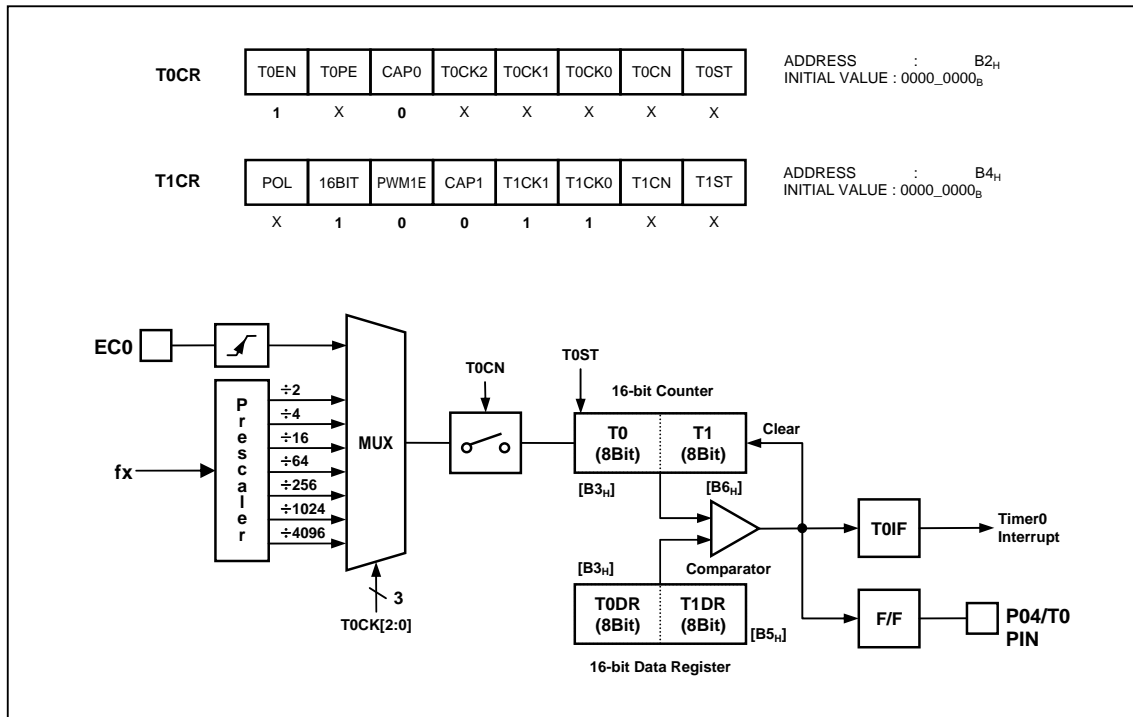 T0CR T0EN T0PE CAP0 T0CK2 T0CK1 T0CK0 T0CN T0ST
ADDRESS : B2H
INITIAL VALUE : 0000_0000B
1 X 0 X X X X X
T1CR POL 16BIT PWM1E CAP1 T1CK1 T1CK0 T1CN T1ST
ADDRESS : B4H
INITIAL VALUE : 0000_0000B
X 1 0 0 1 1 X X
EC0
fx
Prescaler
÷2
÷4
÷16
÷64
÷256
÷1024
÷4096
MUX
3
T0CK[2:0]
T0CN
T0ST
16-bit Counter
T0
(8Bit)
T1
(8Bit)
Clear
[B3H]
[B6H]
Comparator
[B3H]
T0DR
(8Bit)
T1DR
(8Bit)
[B5H]
16-bit Data Register
T0IF
Timer0
Interrupt
F/F
P04/T0
PIN